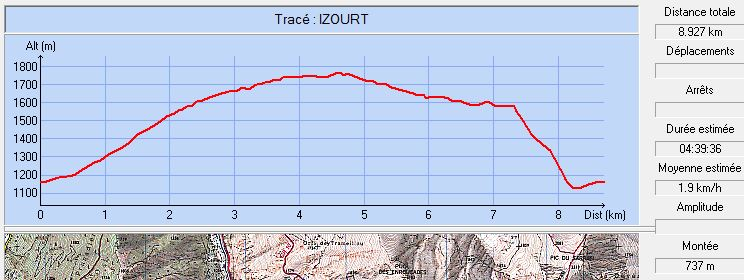 Tracé : IZOURT
Alt (m)
1800
1700
1600
1500
1400
1300
1200
1100
0 1 2 3 4 5 6 7 8 Dist (km)
Distance totale
8.927 km
Déplacements
Arrêts
Durée estimée
04:39:36
Moyenne estimée
1.9 km/h
Amplitude
Montée
737 m
PIC DU